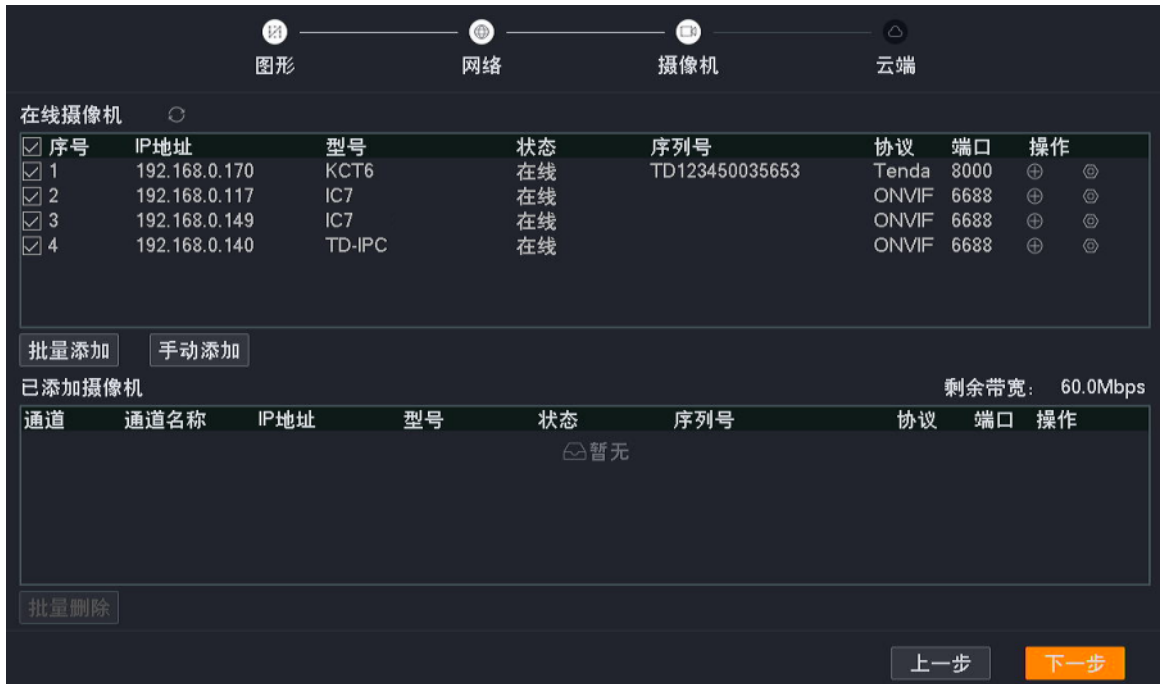 图形 网络 摄像机 云端
在线摄像机
序号 IP地址 型号 状态 序列号 协议 端口 操作
1 192.168.0.170 KCT6 在线 TD123450035653 Tenda 8000
2 192.168.0.117 IC7 在线 ONVIF 6688
3 192.168.0.149 IC7 在线 ONVIF 6688
4 192.168.0.140 TD-IPC 在线 ONVIF 6688
批量添加 手动添加
已添加摄像机 剩余带宽: 60.0Mbps
通道 通道名称 IP地址 型号 状态 序列号 协议 端口 操作
暂无
批量删除
上一步 下一步